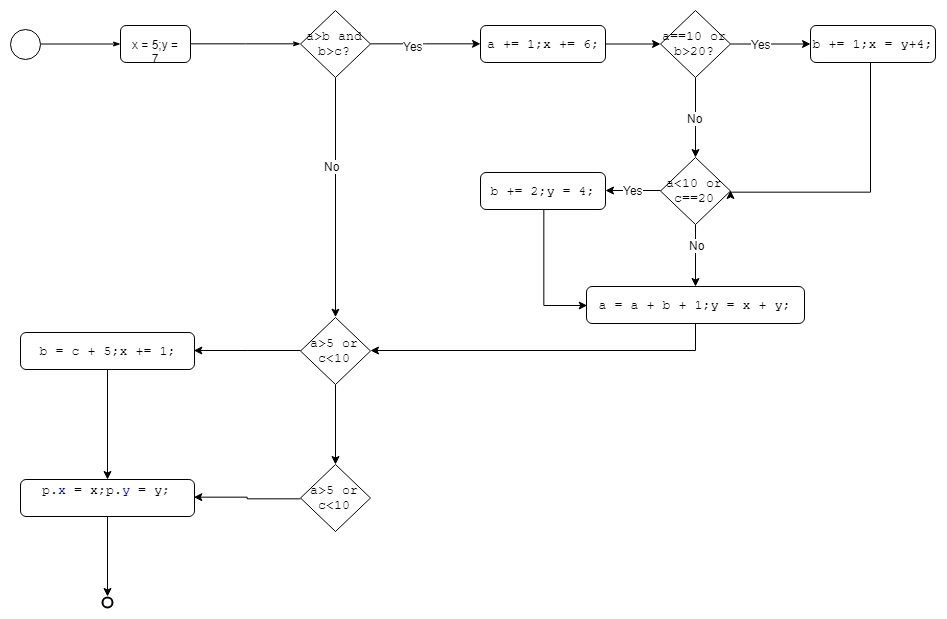 x = 5;y =
7
a>b and
b>c?
Yes
a += 1;x += 6;
a==10 or
b>20?
Yes
b += 1;x = y+4;
No
No
b += 2;y = 4;
Yes
a<10 or
c==20
No
a = a + b + 1;y = x + y;
b = c + 5;x += 1;
a>5 or
c<10
p.x = x;p.y = y;
a>5 or
c<10